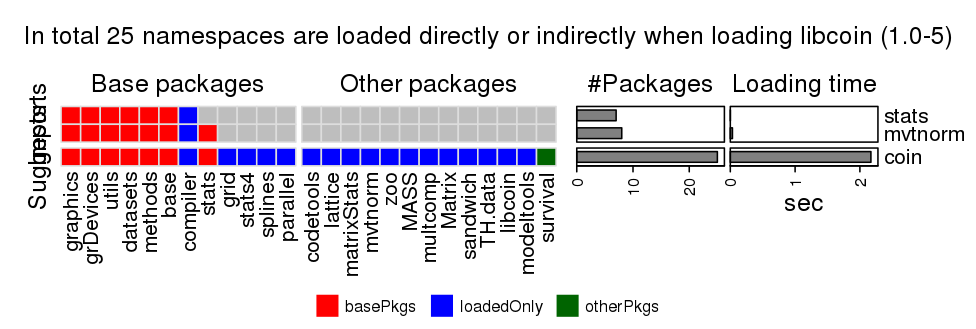 In total 25 namespaces are loaded directly or indirectly when loading libcoin (1.0-5)
Base packages
Other packages
#Packages
Loading time
Imports
Suggests
stats
mvtnorm
coin
graphics
grDevices
utils
datasets
methods
base
compiler
stats
grid
stats4
splines
parallel
codetools
lattice
matrixStats
mvtnorm
zoo
MASS
multcomp
Matrix
sandwich
TH.data
libcoin
modeltools
survival
0
10
20
0
1
2
sec
basePkgs
loadedOnly
otherPkgs